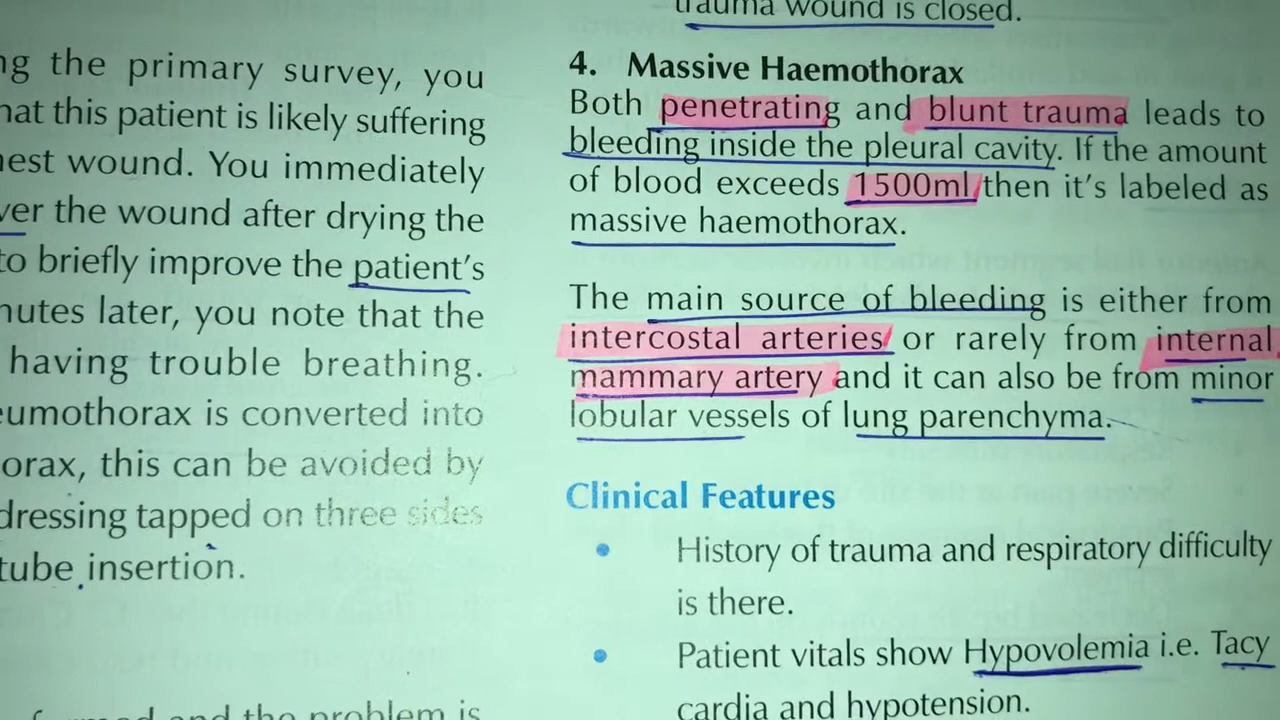 ng the primary survey, you
hat this patient is likely suffering
hest wound. You immediately
ver the wound after drying the
to briefly improve the patient's
nutes later, you note that the
having trouble breathing.
eumothorax is converted into
orax, this can be avoided by
dressing tapped on three sides
tube insertion.
and the problem is
trauma wound is closed.
4. Massive Haemothorax
Both penetrating and blunt trauma leads to
bleeding inside the pleural cavity. If the amount
of blood exceeds 1500ml then it's labeled as
massive haemothorax.
The main source of bleeding is either from
intercostal arteries or rarely from internal
mammary artery and it can also be from minor
lobular vessels of lung parenchyma.
Clinical Features
• History of trauma and respiratory difficulty
is there.
• Patient vitals show Hypovolemia i.e. Tacy
cardia and hypotension.